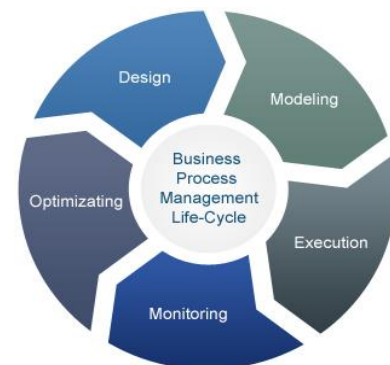 Design
Modeling
Business
Process
Management
Life-Cycle
Optimizating
Execution
Monitoring